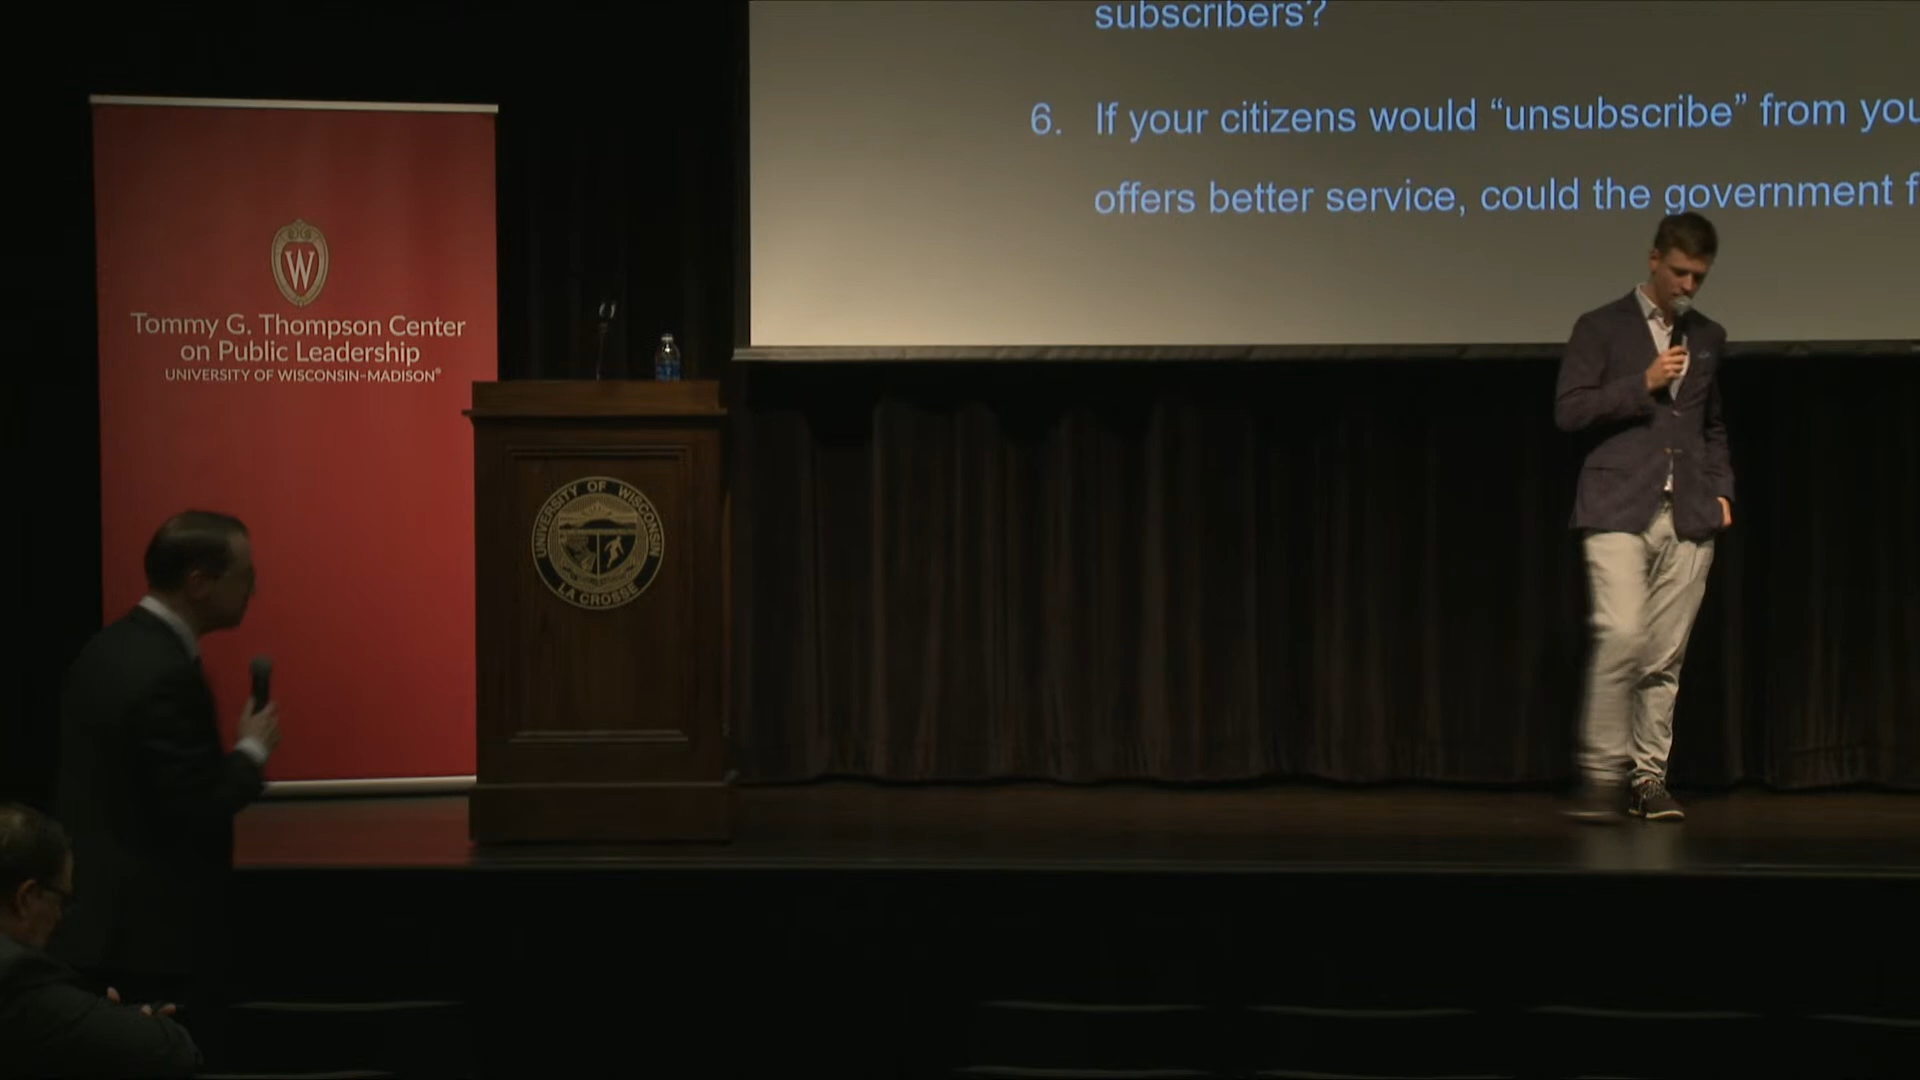 subscribers?
6. If your citizens would “unsubscribe” from you
offers better service, could the government f
W
Tommy G. Thompson Center
on Public Leadership
UNIVERSITY OF WISCONSIN–MADISON®
UNIVERSITY OF WISCONSIN
LA CROSSE